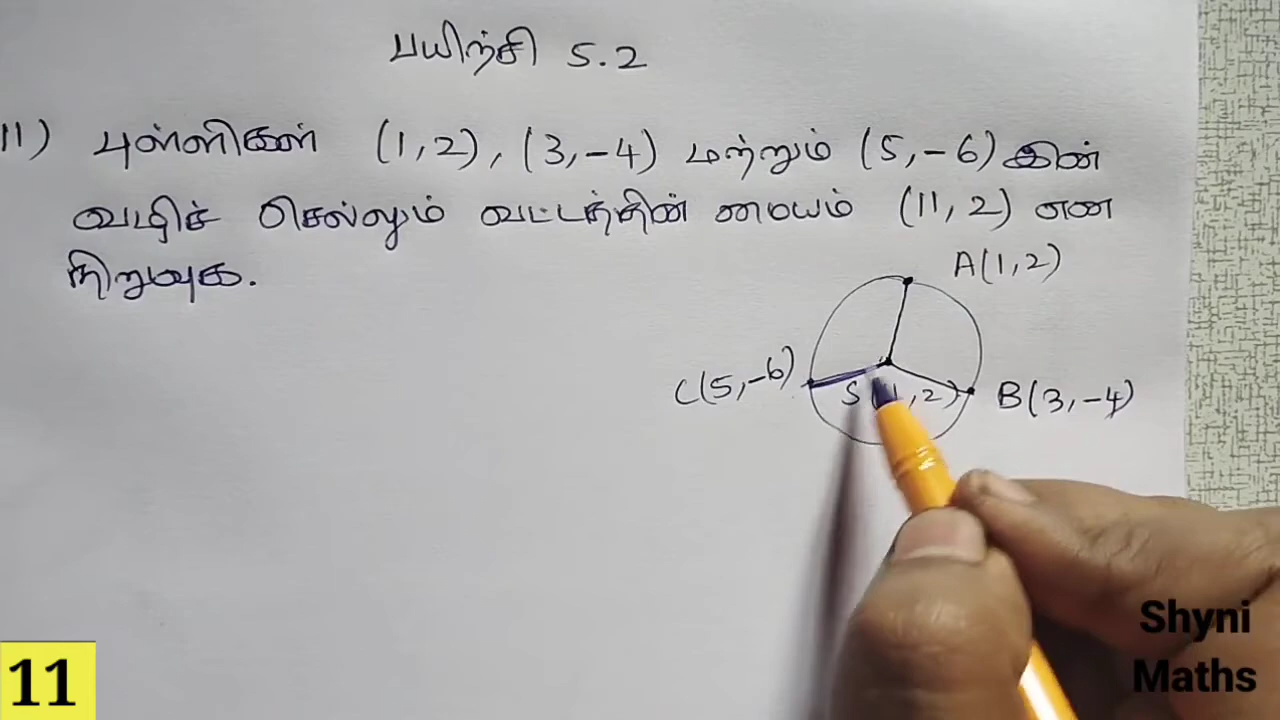 பயிற்சி 5.2
11) புள்ளிகள் (1,2), (3,-4) மற்றும் (5,-6) இன்
வழிச் செல்லும் வட்டத்தின் மையம் (11,2) என
நிறுவுக.
A(1,2)
C(5,-6)
B(3,-4)
Shyni
Maths
11